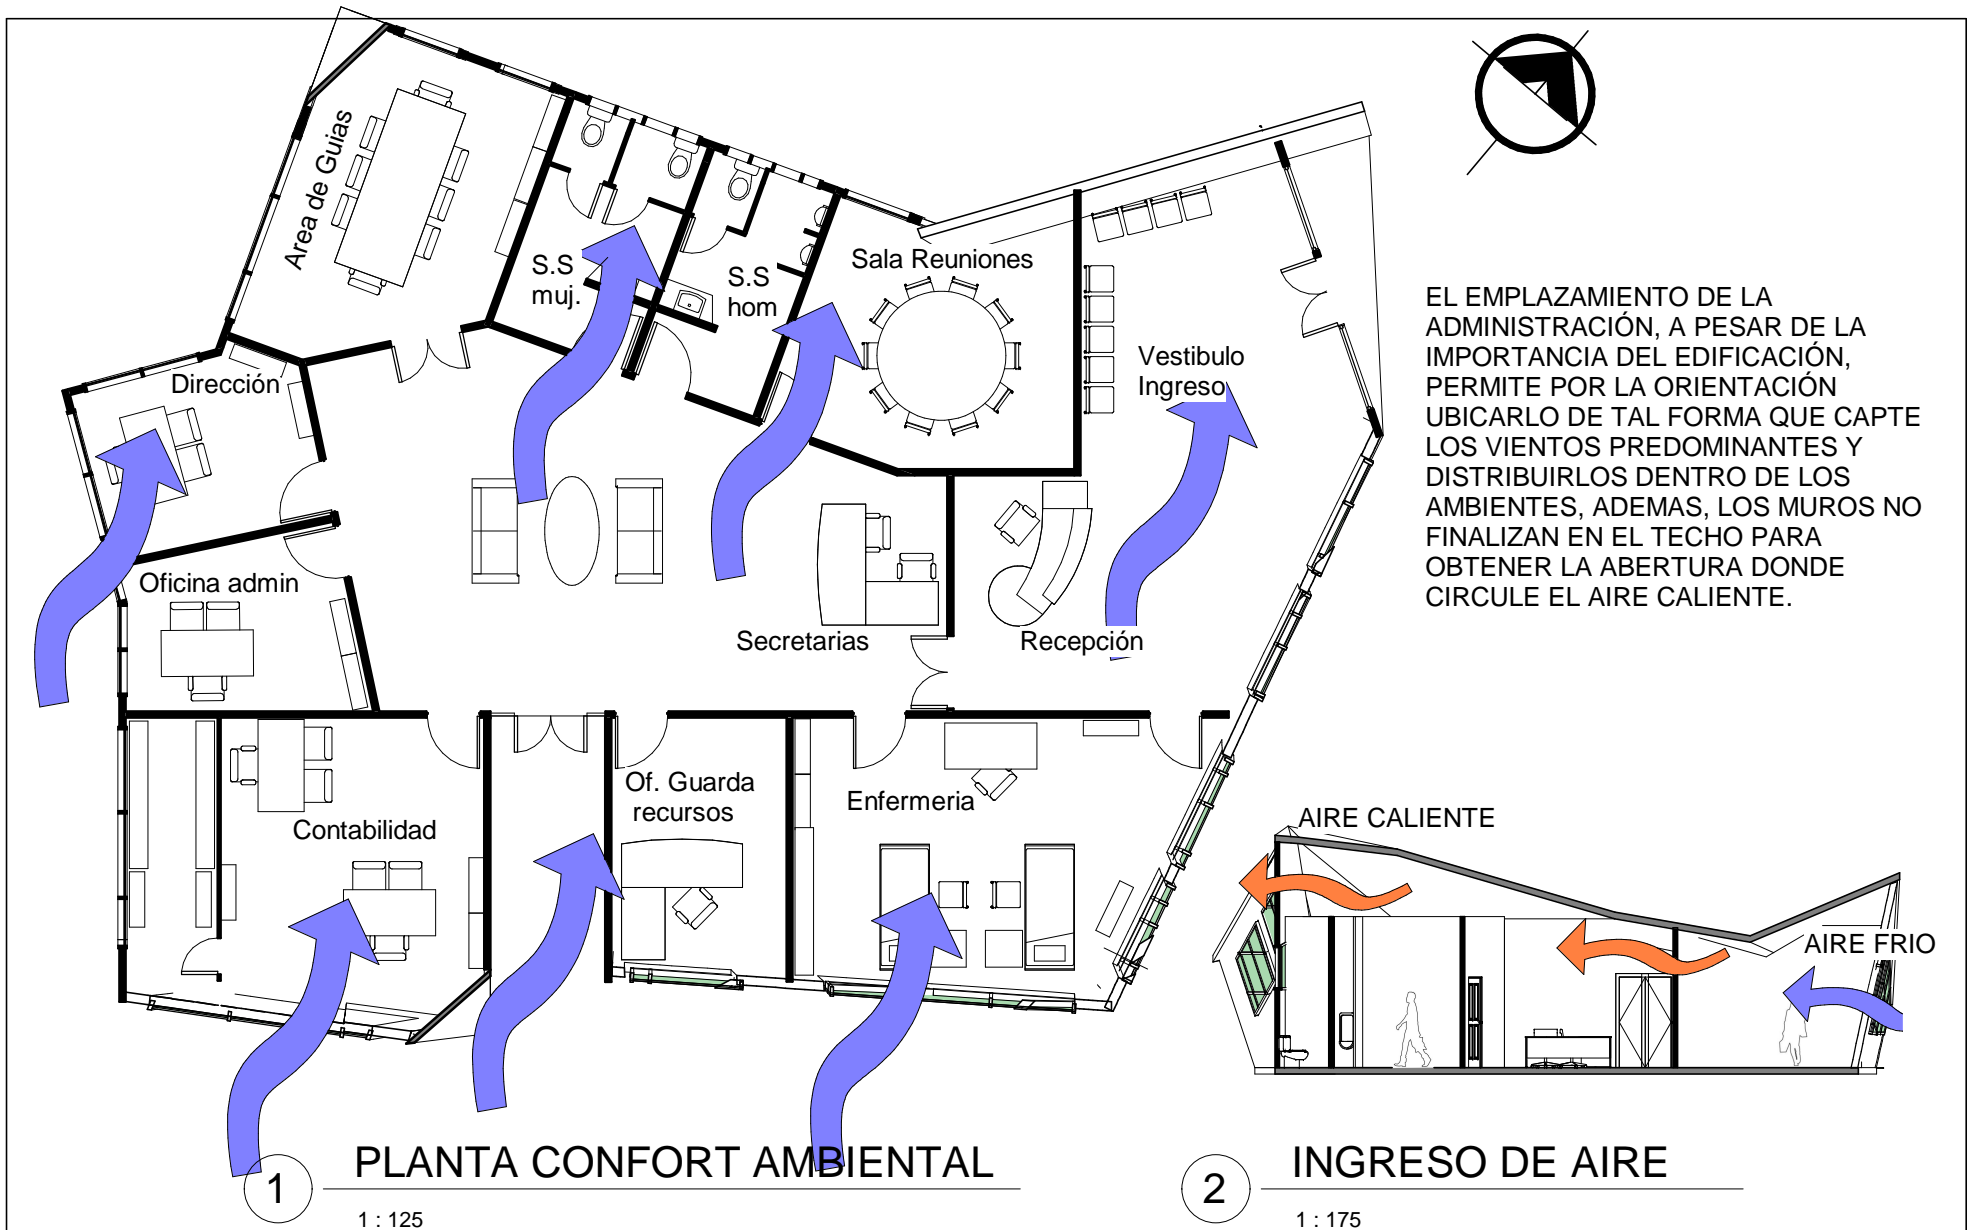 Area de Guias
S.S
muj.
S.S
hom
Sala Reuniones
Vestibulo
Ingreso
Dirección
Oficina admin
Secretarias
Recepción
Contabilidad
Of. Guarda
recursos
Enfermeria
EL EMPLAZAMIENTO DE LA
ADMINISTRACIÓN, A PESAR DE LA
IMPORTANCIA DEL EDIFICACIÓN,
PERMITE POR LA ORIENTACIÓN
UBICARLO DE TAL FORMA QUE CAPTE
LOS VIENTOS PREDOMINANTES Y
DISTRIBUIRLOS DENTRO DE LOS
AMBIENTES, ADEMAS, LOS MUROS NO
FINALIZAN EN EL TECHO PARA
OBTENER LA ABERTURA DONDE
CIRCULE EL AIRE CALIENTE.
AIRE CALIENTE
AIRE FRIO
1
PLANTA CONFORT AMBIENTAL
1 : 125
2
INGRESO DE AIRE
1 : 175